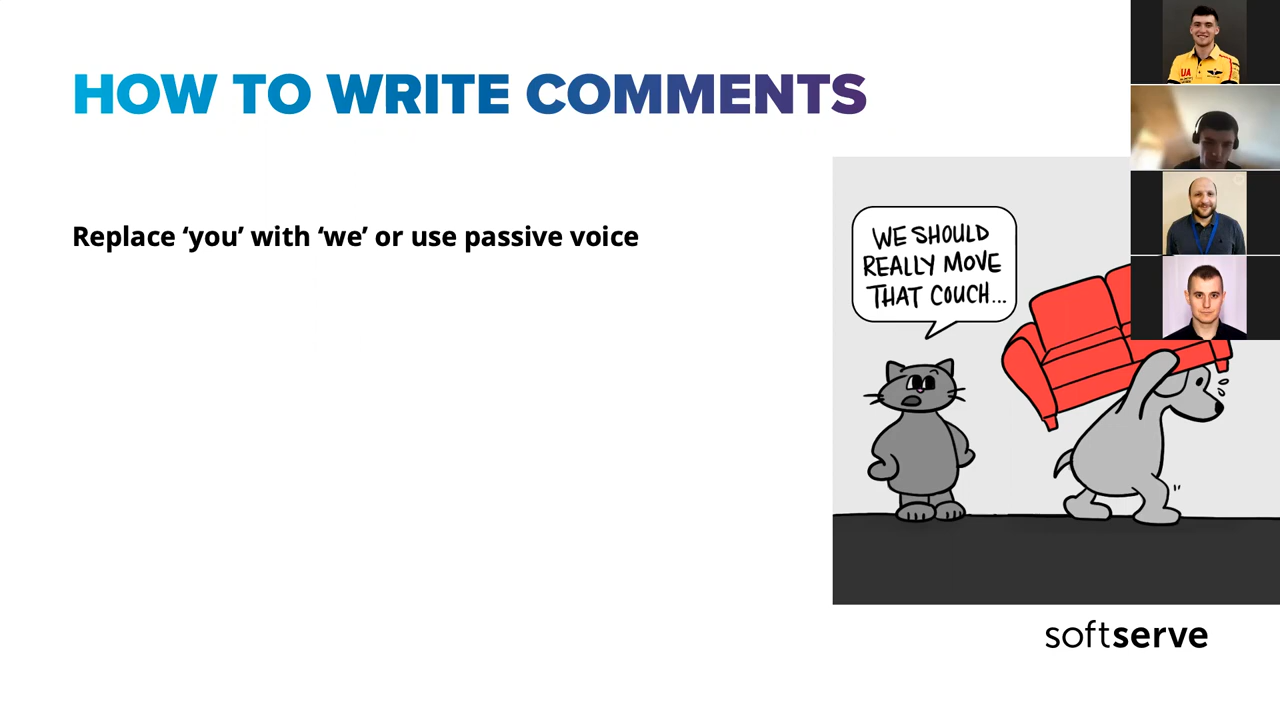 HOW TO WRITE COMMENTS
Replace ‘you’ with ‘we’ or use passive voice
WE SHOULD
REALLY MOVE
THAT COUCH...
UA
softserve